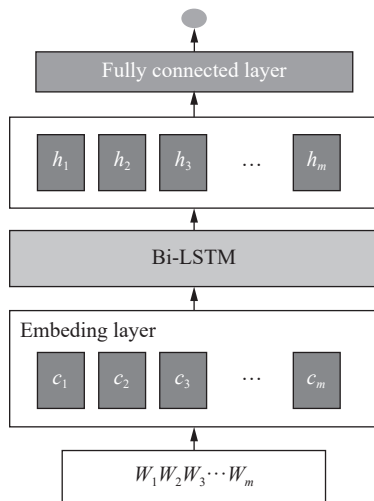 Fully connected layer
h₁ h₂ h₃ … hₘ
Bi-LSTM
Embeding layer
c₁ c₂ c₃ … cₘ
W₁W₂W₃…Wₘ